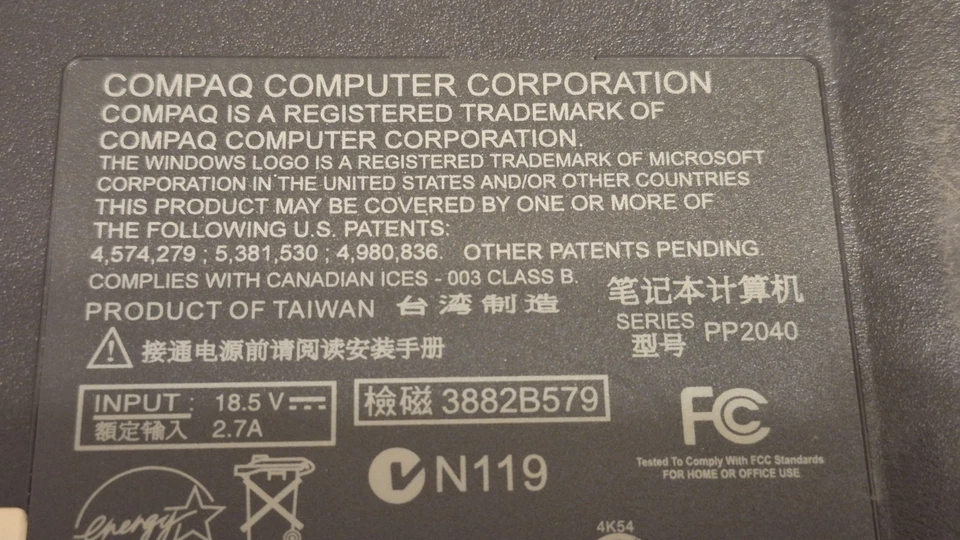 COMPAQ COMPUTER CORPORATION
COMPAQ IS A REGISTERED TRADEMARK OF
COMPAQ COMPUTER CORPORATION.
THE WINDOWS LOGO IS A REGISTERED TRADEMARK OF MICROSOFT
CORPORATION IN THE UNITED STATES AND/OR OTHER COUNTRIES
THIS PRODUCT MAY BE COVERED BY ONE OR MORE OF
THE FOLLOWING U.S. PATENTS:
4,574,279 ; 5,381,530 ; 4,980,836. OTHER PATENTS PENDING.
COMPLIES WITH CANADIAN ICES - 003 CLASS B.
PRODUCT OF TAIWAN 台湾制造
笔记本计算机
SERIES
型号 PP2040
接通电源前请阅读安装手册
INPUT : 18.5 V
額定輸入 2.7A
檢磁 3882B579
FC
Tested To Comply With FCC Standards
FOR HOME OR OFFICE USE
N119
energy
4K54